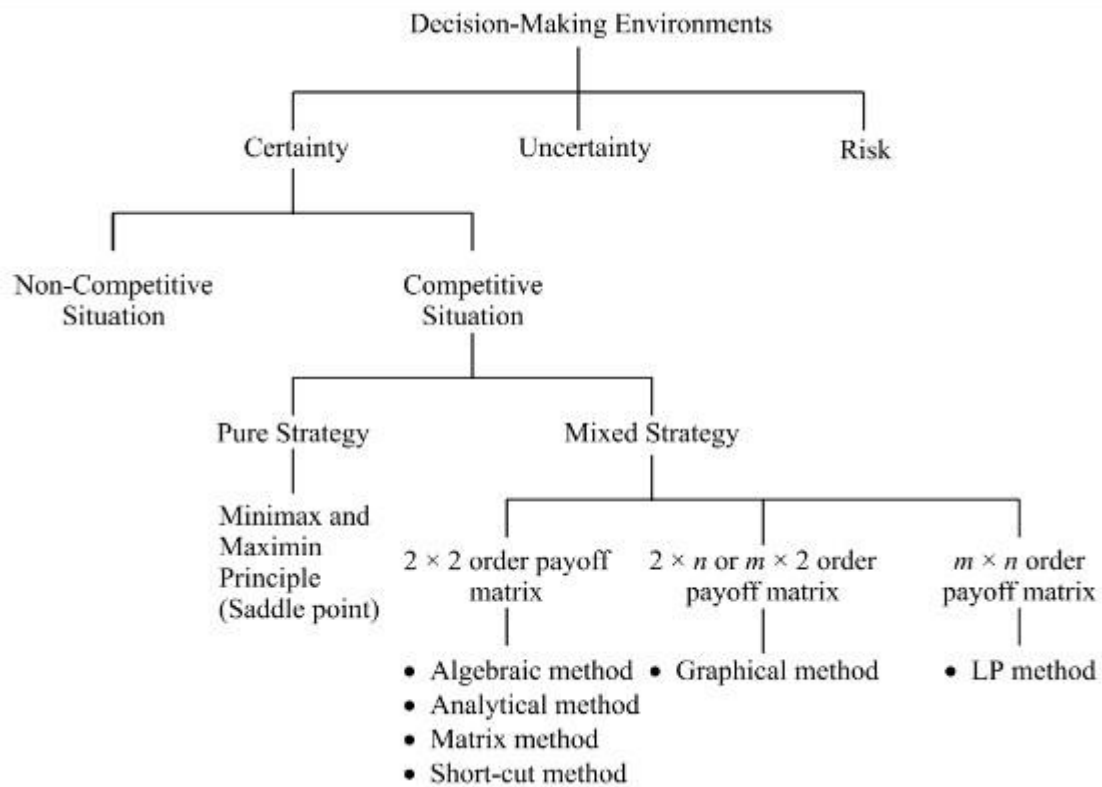 Decision-Making Environments
Certainty
Uncertainty
Risk
Non-Competitive
Situation
Competitive
Situation
Pure Strategy
Mixed Strategy
Minimax and
Maximin
Principle
(Saddle point)
2 × 2 order payoff
matrix
2 × n or m × 2 order
payoff matrix
m × n order
payoff matrix
• Algebraic method
• Analytical method
• Matrix method
• Short-cut method
• Graphical method
• LP method